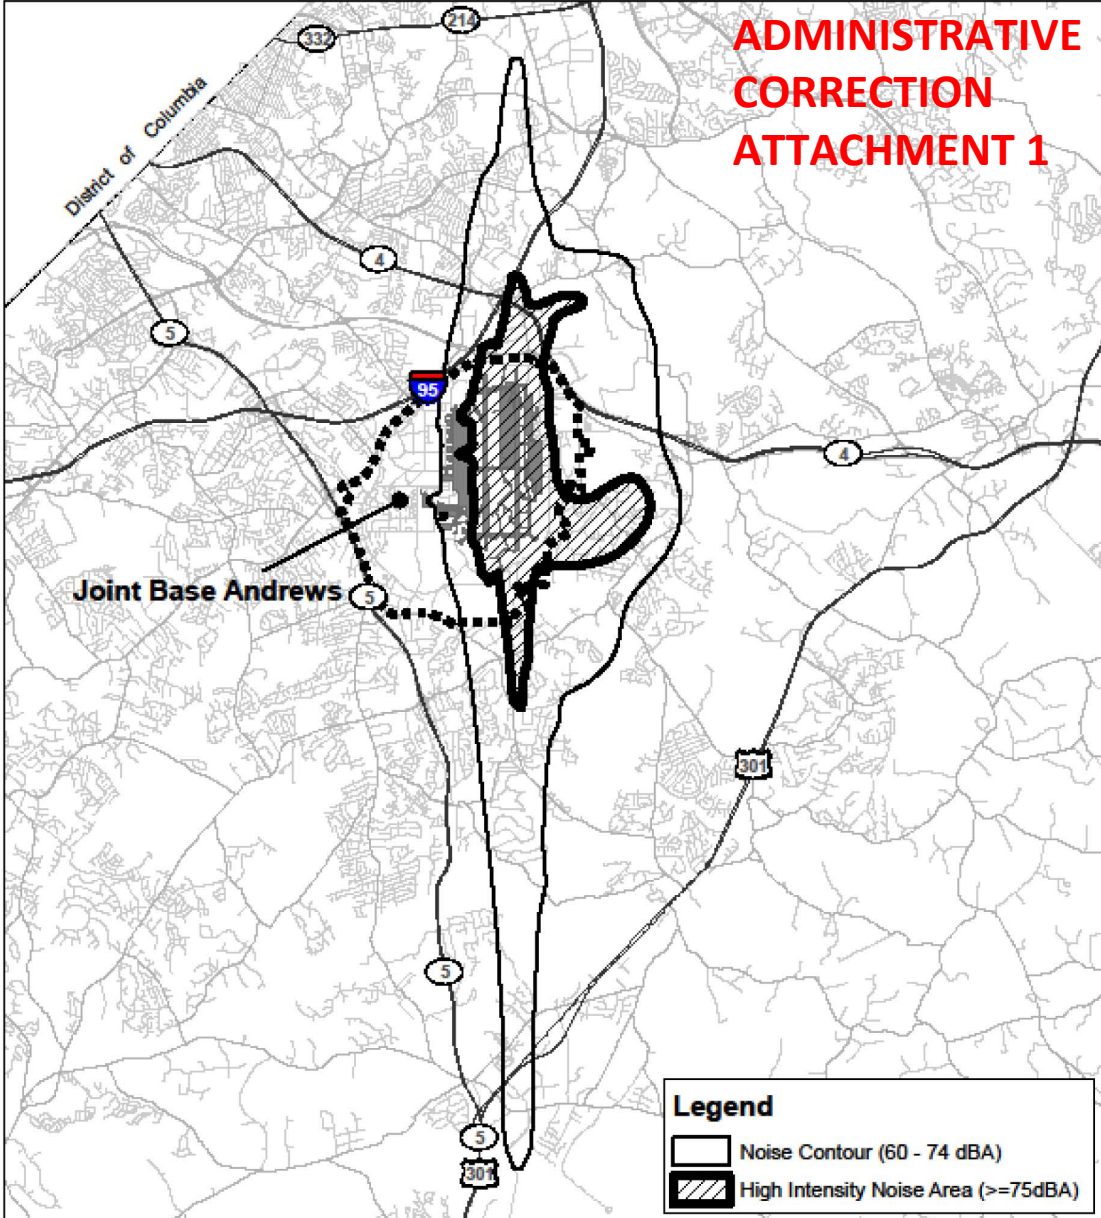 ADMINISTRATIVE
CORRECTION
ATTACHMENT 1
214
332
District of Columbia
4
5
95
4
Joint Base Andrews
5
301
5
5
301
Legend
Noise Contour (60 - 74 dBA)
High Intensity Noise Area (>=75dBA)